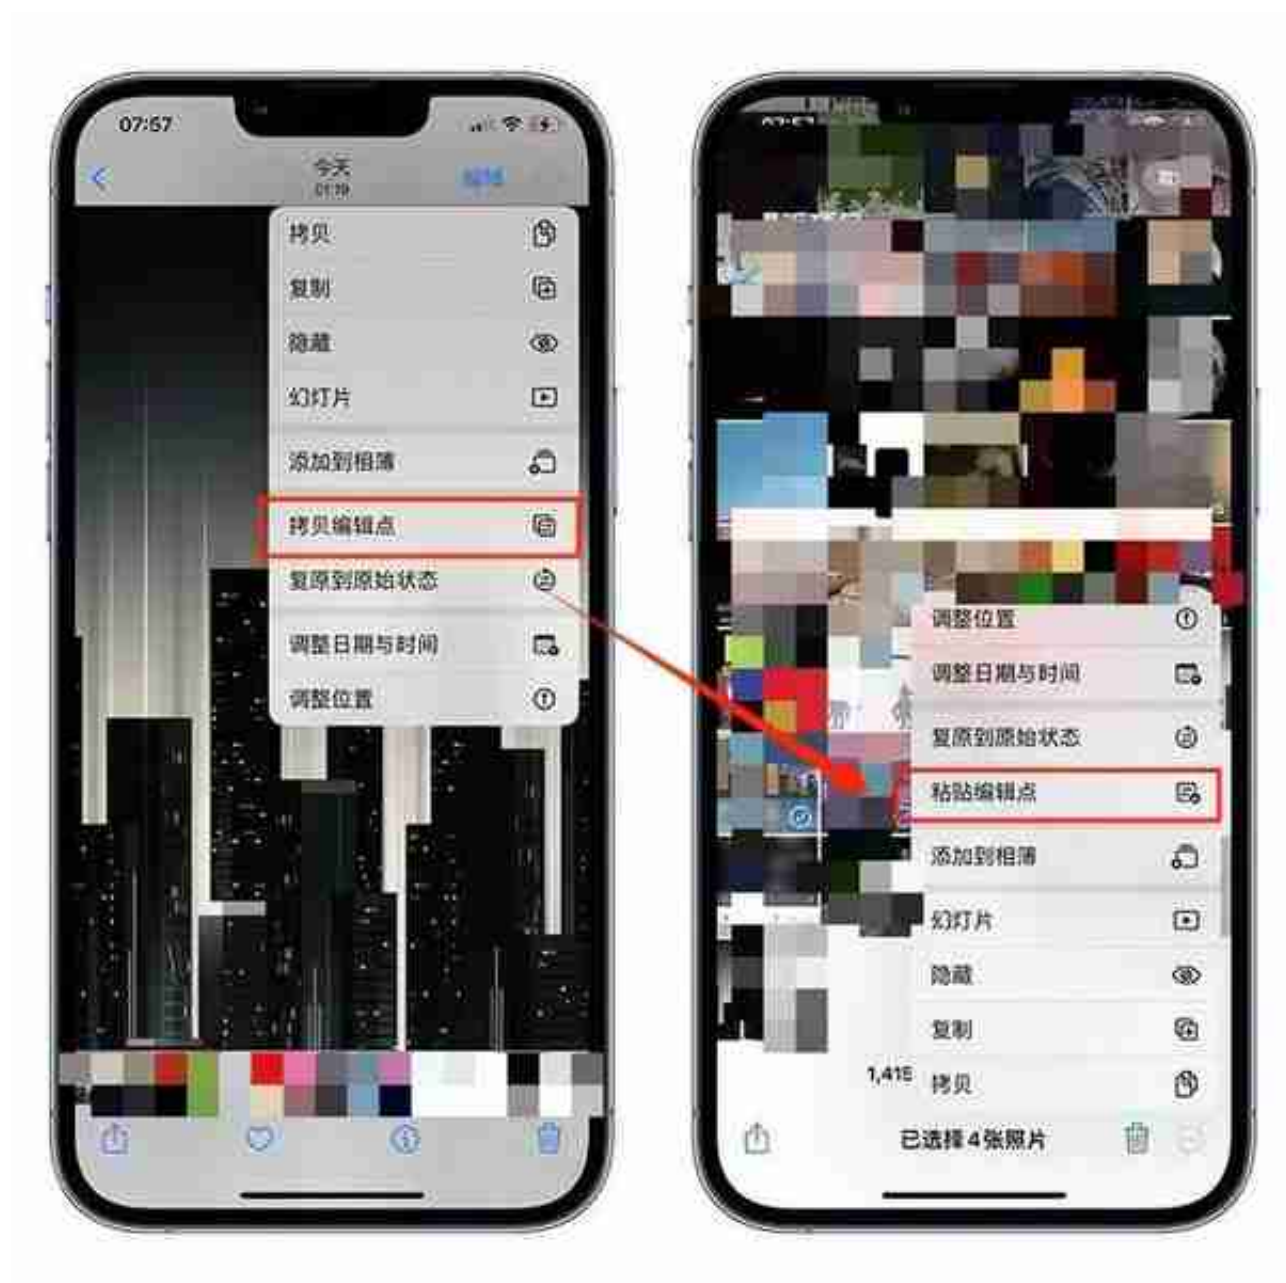 07:57
今天
01:19
编辑
拷贝
复制
隐藏
幻灯片
添加到相簿
拷贝编辑点
复原到原始状态
调整日期与时间
调整位置
调整位置
调整日期与时间
复原到原始状态
粘贴编辑点
添加到相簿
幻灯片
隐藏
复制
1,415
拷贝
已选择4张照片